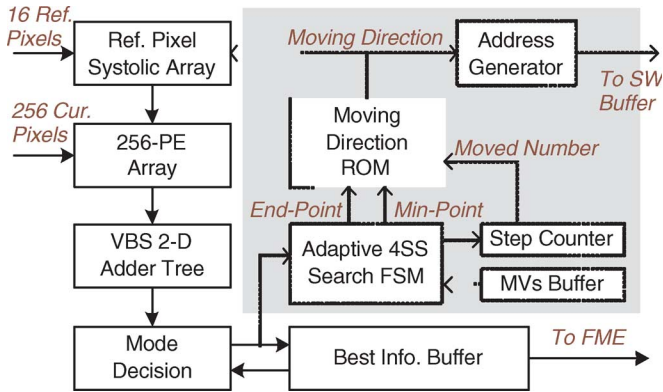 16 Ref.
Pixels
Ref. Pixel
Systolic Array
Moving Direction
Address
Generator
To SW
Buffer
256 Cur.
Pixels
256-PE
Array
Moving
Direction
ROM
Moved Number
End-Point
Min-Point
VBS 2-D
Adder Tree
Adaptive 4SS
Search FSM
Step Counter
MVs Buffer
Mode
Decision
Best Info. Buffer
To FME